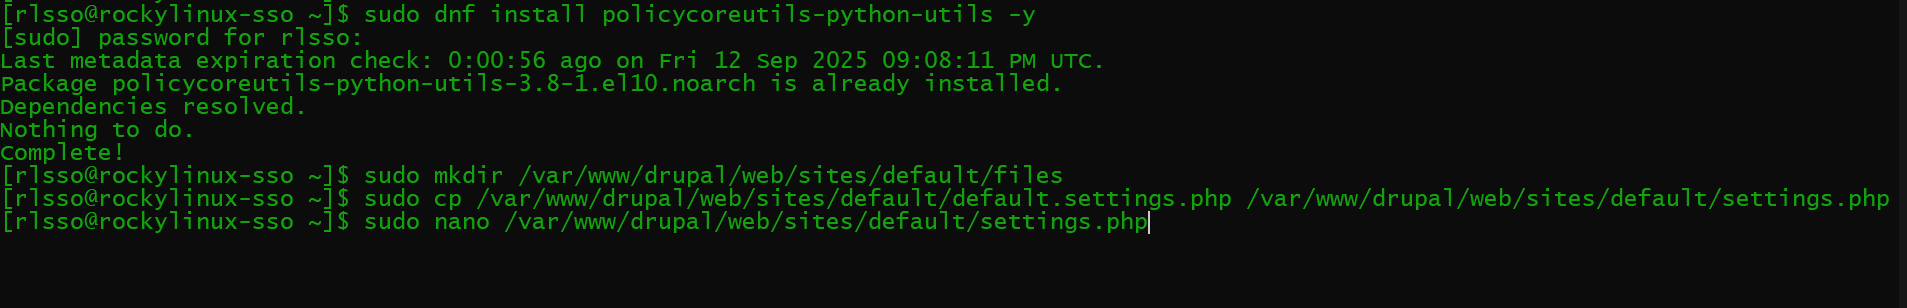 [rlsso@rockylinux-sso ~]$ sudo dnf install policycoreutils-python-utils -y
[sudo] password for rlsso:
Last metadata expiration check: 0:00:56 ago on Fri 12 Sep 2025 09:08:11 PM UTC.
Package policycoreutils-python-utils-3.8-1.el10.noarch is already installed.
Dependencies resolved.
Nothing to do.
Complete!
[rlsso@rockylinux-sso ~]$ sudo mkdir /var/www/drupal/web/sites/default/files
[rlsso@rockylinux-sso ~]$ sudo cp /var/www/drupal/web/sites/default/default.settings.php /var/www/drupal/web/sites/default/settings.php
[rlsso@rockylinux-sso ~]$ sudo nano /var/www/drupal/web/sites/default/settings.php